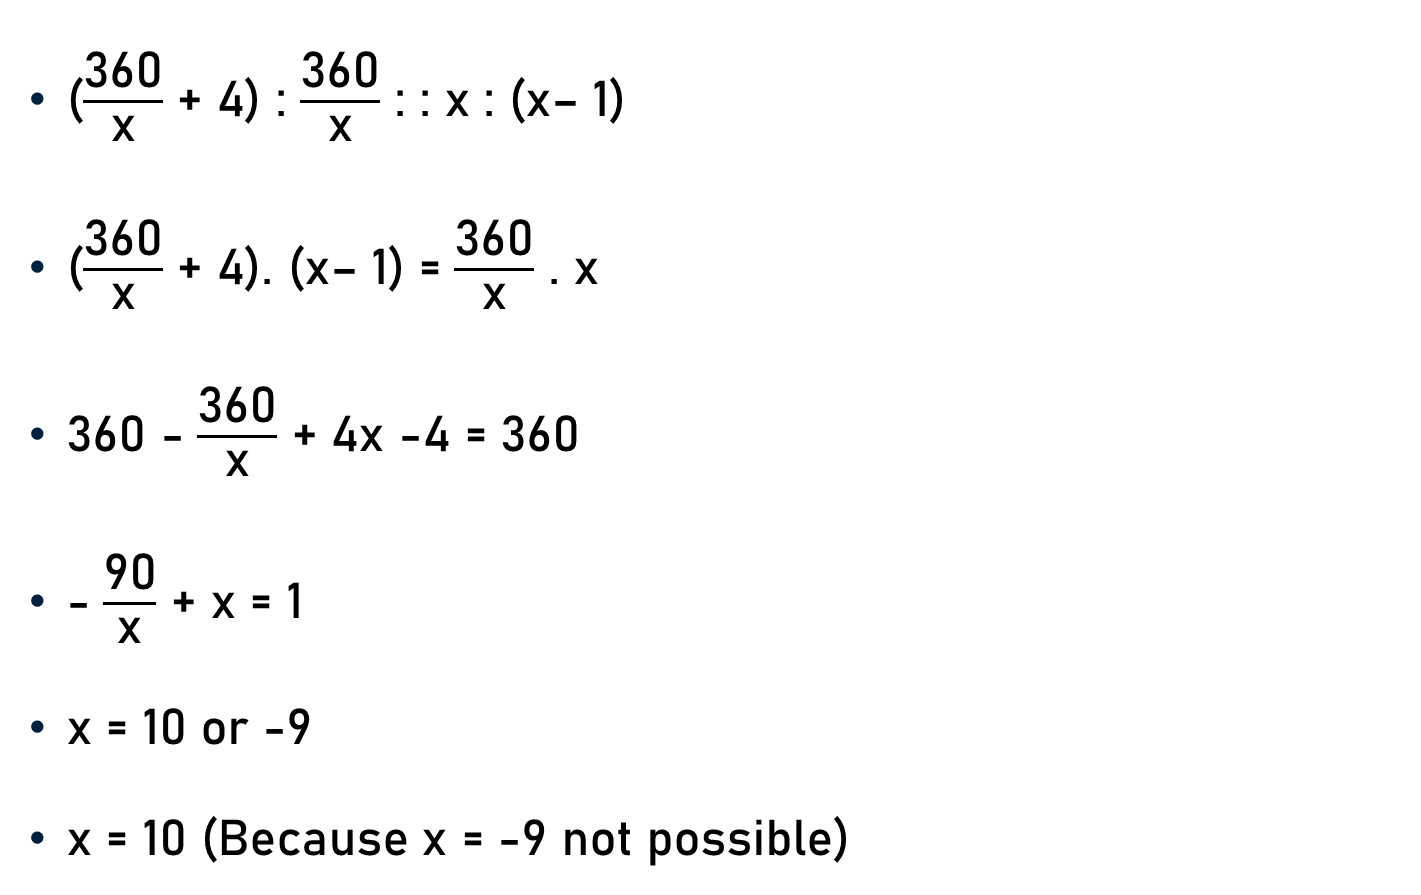 • (360/x + 4) : 360/x : : x : (x– 1)
• (360/x + 4). (x– 1) = 360/x . x
• 360 - 360/x + 4x -4 = 360
• - 90/x + x = 1
• x = 10 or -9
• x = 10 (Because x = -9 not possible)